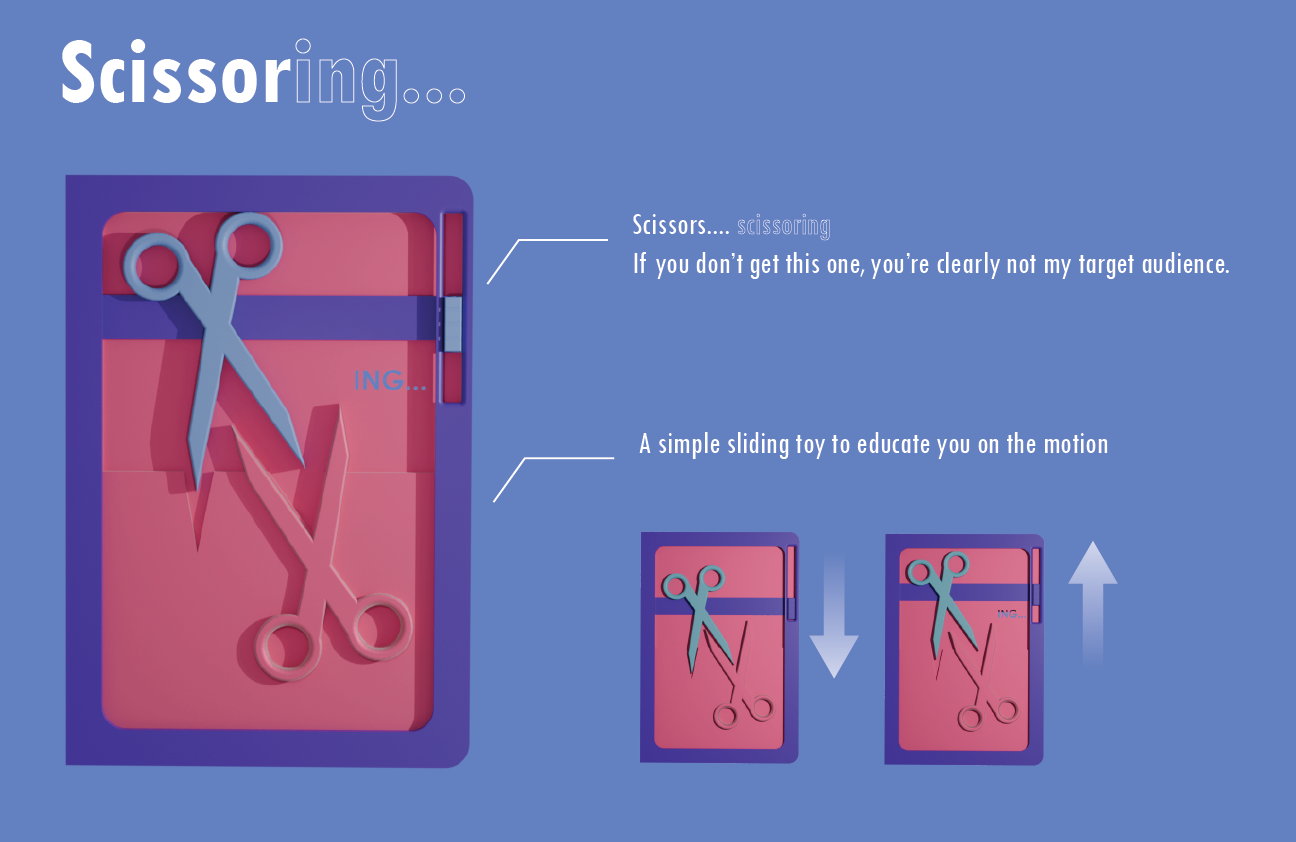 Scissoring...
Scissors.... scissoring
If you don't get this one, you're clearly not my target audience.
ING...
A simple sliding toy to educate you on the motion
ING...